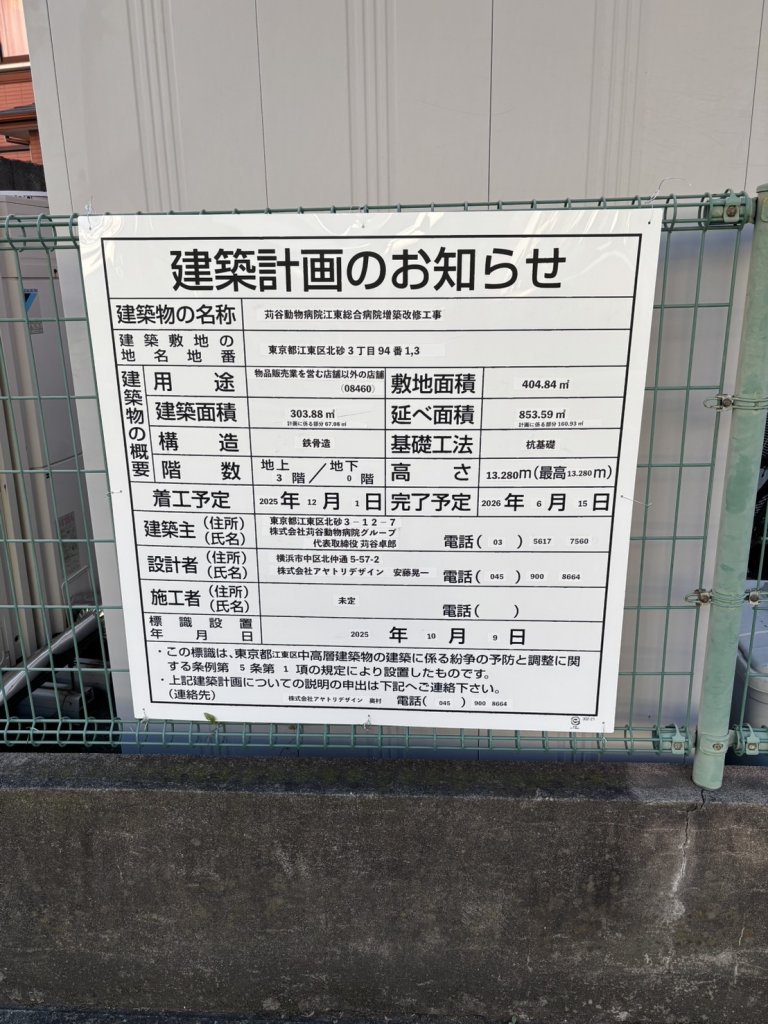 建築計画のお知らせ
建築物の名称 苅谷動物病院江東総合病院増築改修工事
建築敷地の地名地番 東京都江東区北砂3丁目94番1,3
建築物の概要
用途 物品販売業を営む店舗以外の店舗(08460) 敷地面積 404.84㎡
建築面積 303.88㎡ 計画に係る部分 67.08㎡ 延べ面積 853.59㎡ 計画に係る部分 160.93㎡
構造 鉄骨造 基礎工法 杭基礎
階数 地上3階/地下0階 高さ 13.280m(最高13.280m)
着工予定 2025年12月1日 完了予定 2026年6月15日
建築主(住所)(氏名) 東京都江東区北砂3-12-7
株式会社苅谷動物病院グループ
代表取締役 苅谷卓郎 電話(03)5617 7560
設計者(住所)(氏名) 横浜市中区北仲通5-57-2
株式会社アヤトリデザイン 安藤晃一 電話(045)900 8664
施工者(住所)(氏名) 未定 電話( )
標識設置年月日 2025年10月9日
・この標識は、東京都江東区中高層建築物の建築に係る紛争の予防と調整に関
する条例第5条第1項の規定により設置したものです。
・上記建築計画についての説明の申出は下記へご連絡下さい。
(連絡先) 株式会社アヤトリデザイン 奥村 電話(045)900 8664